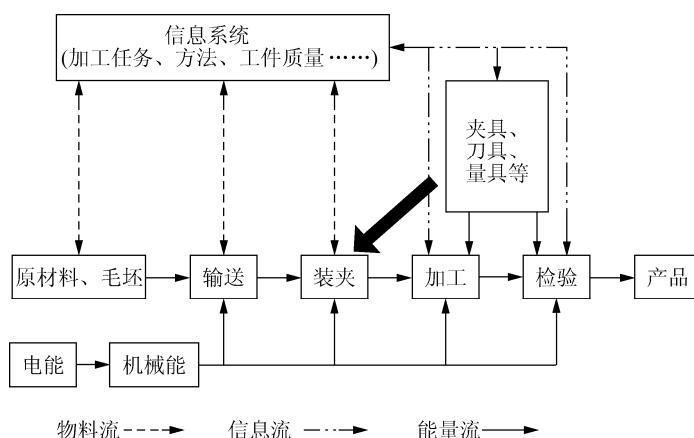 信息系统
(加工任务、方法、工件质量……)
夹具、
刀具、
量具等
原材料、毛坯
输送
装夹
加工
检验
产品
电能
机械能
物料流
信息流
能量流